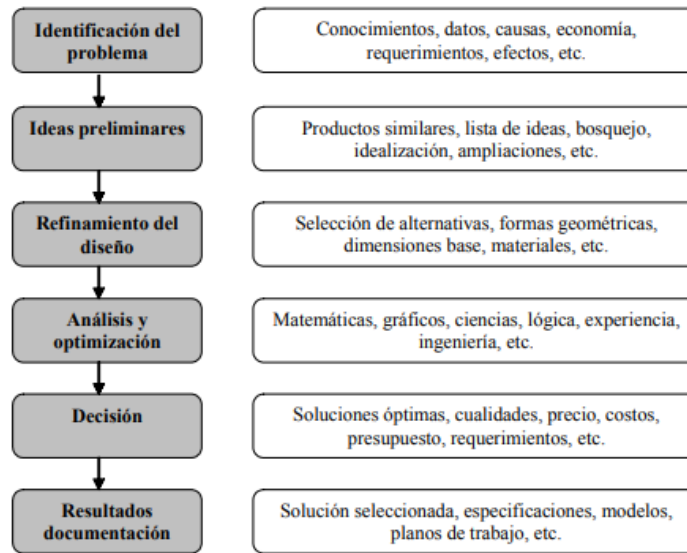 Identificación del
problema
Conocimientos, datos, causas, economía,
requerimientos, efectos, etc.
Ideas preliminares
Productos similares, lista de ideas, bosquejo,
idealización, ampliaciones, etc.
Refinamiento del
diseño
Selección de alternativas, formas geométricas,
dimensiones base, materiales, etc.
Análisis y
optimización
Matemáticas, gráficos, ciencias, lógica, experiencia,
ingeniería, etc.
Decisión
Soluciones óptimas, cualidades, precio, costos,
presupuesto, requerimientos, etc.
Resultados
documentación
Solución seleccionada, especificaciones, modelos,
planos de trabajo, etc.